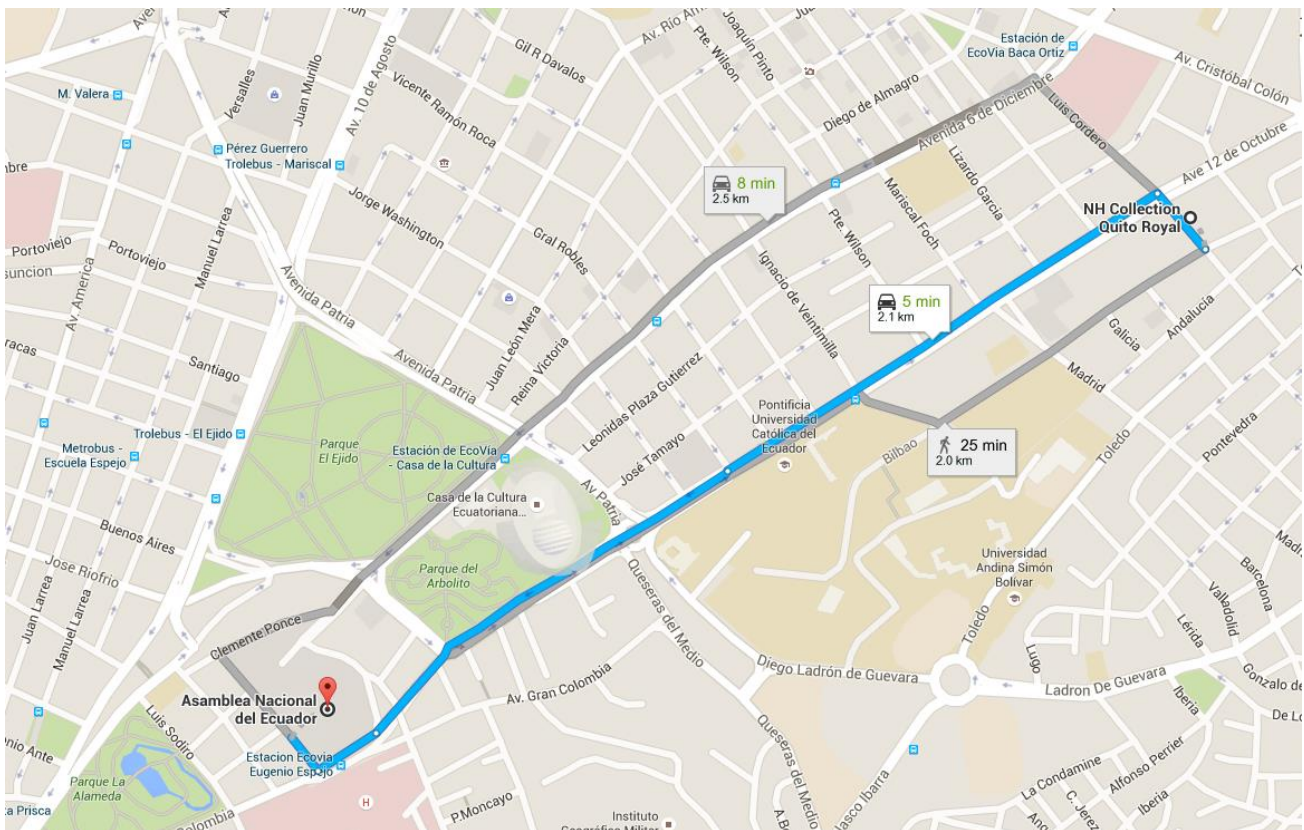 Gil R Davalos
Av. 10 de Agosto
Joaquín Pinto
Pte. Wilson
Estación de
EcoVía Baca Ortiz
Av. Cristóbal Colón
M. Valera
Versalles
Juan Murillo
Vicente Ramón Roca
Diego de Almagro
Avenida 6 de Diciembre
Luis Cordero
Ave 12 de Octubre
Pérez Guerrero
Trolebus - Mariscal
8 min
2.5 km
Lizardo García
Mariscal Foch
Jorge Washington
Gral Robles
Pte. Wilson
NH Collection
Quito Royal
Portoviejo
Portoviejo
Manuel Larrea
Av. America
Avenida Patria
Ignacio de Veintimilla
5 min
2.1 km
Galicia
Andalucia
Madrid
Santiago
Avenida Patria
Juan León Mera
Reina Victoria
Leonidas Plaza Gutierrez
José Tamayo
Pontificia
Universidad
Católica del
Ecuador
25 min
2.0 km
Bilbao
Toledo
Pontevedra
Trolebus - El Ejido
Metrobus -
Escuela Espejo
Parque
El Ejido
Estación de EcoVía
- Casa de la Cultura
Casa de la Cultura
Ecuatoriana...
Av Patria
Buenos Aires
Jose Riofrio
Parque del
Arbolito
Queseras del Medio
Universidad
Andina Simón
Bolívar
Toledo
Barcelona
Valladolid
Lérida
Juan Larrea
Manuel Larrea
Clemente Ponce
Diego Ladrón de Guevara
Lugo
Ladron De Guevara
Iberia
Gonzalo de
De Lo
Asamblea Nacional
del Ecuador
Av. Gran Colombia
Luis Sodiro
Queseras del Medio
Estacion Ecovia
Eugenio Espejo
Parque La
Alameda
H
P.Moncayo
Colombia
Instituto
La Condamine
Alfonso Perrier
C. Jerez
Iberia